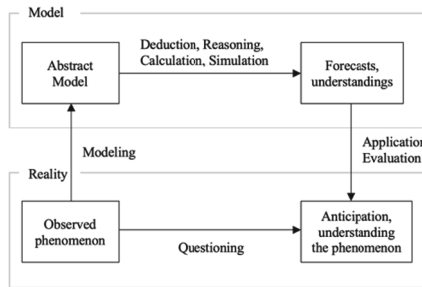 Model
Abstract
Model
Deduction, Reasoning,
Calculation, Simulation
Forecasts,
understandings
Modeling
Application
Evaluation
Reality
Observed
phenomenon
Questioning
Anticipation,
understanding
the phenomenon